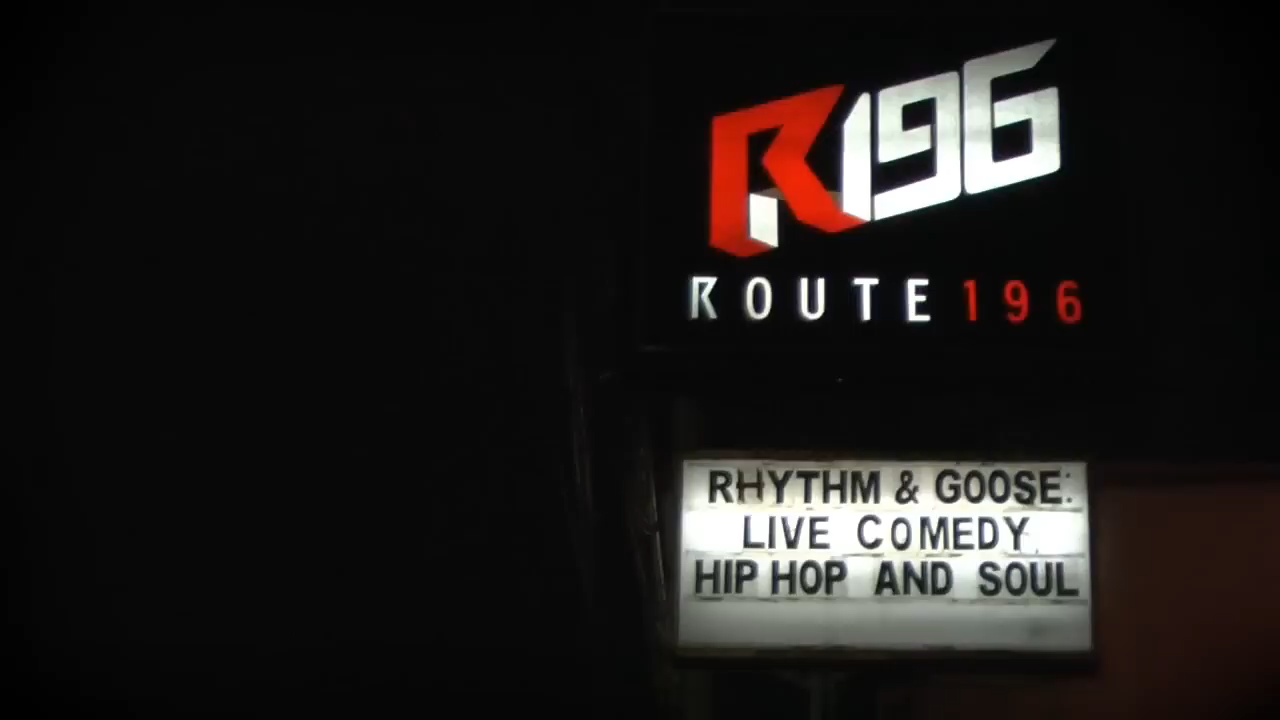 R196
ROUTE 196
RHYTHM & GOOSE:
LIVE COMEDY,
HIP HOP AND SOUL